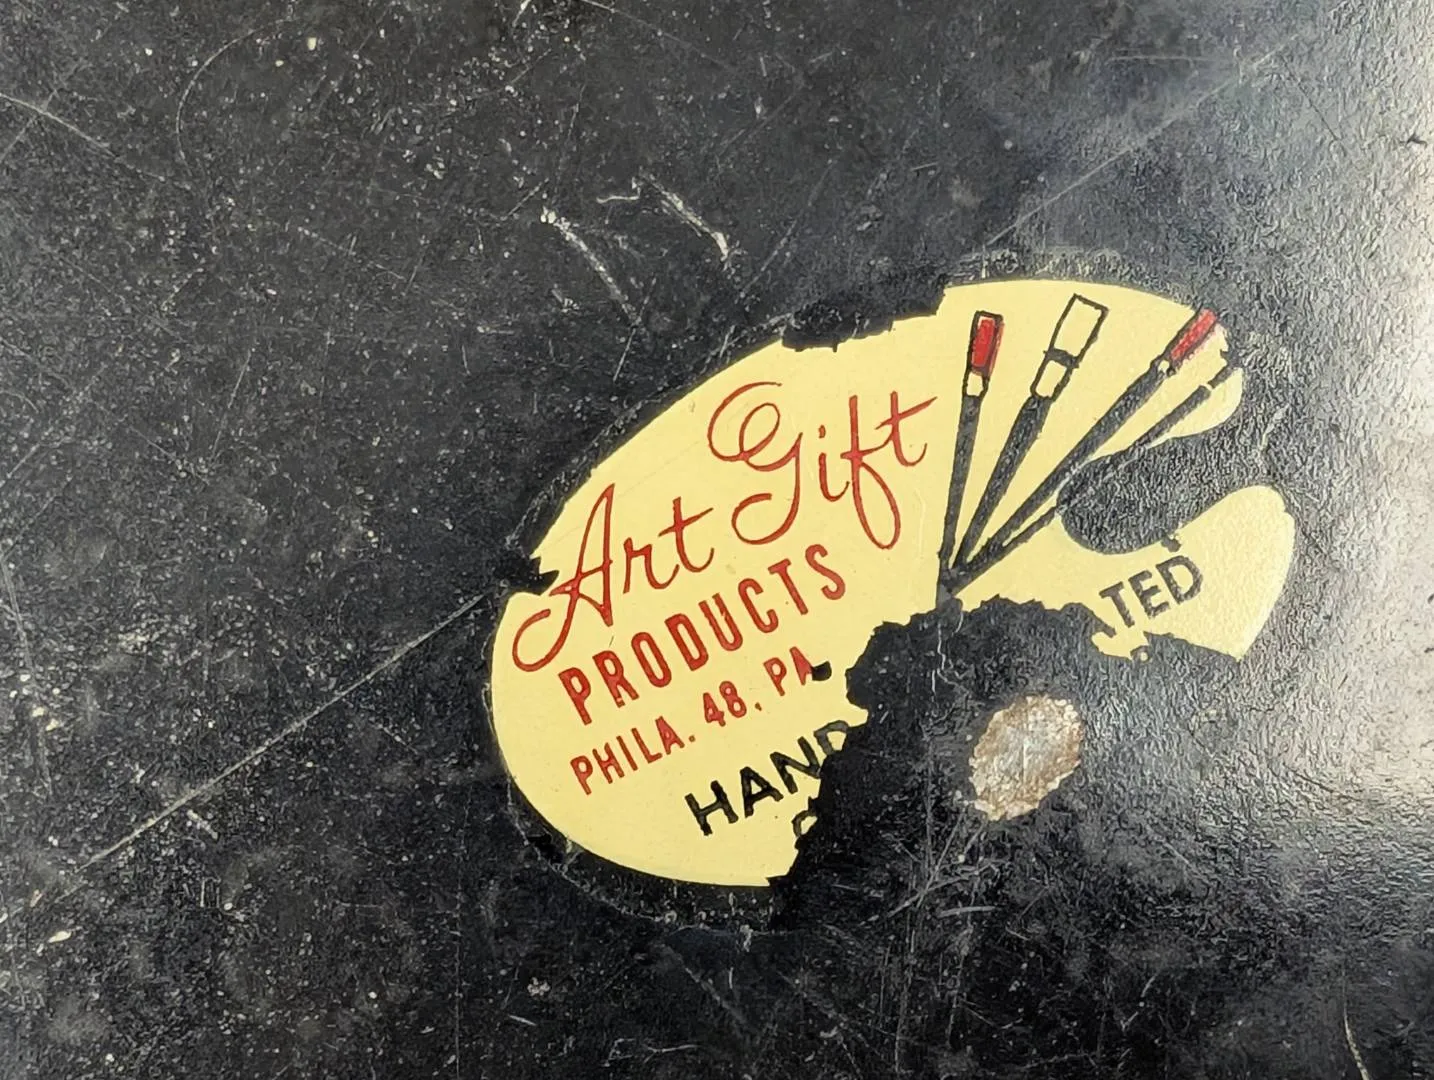 Art Gift
PRODUCTS
PHILA. 48. PA
HAND TED